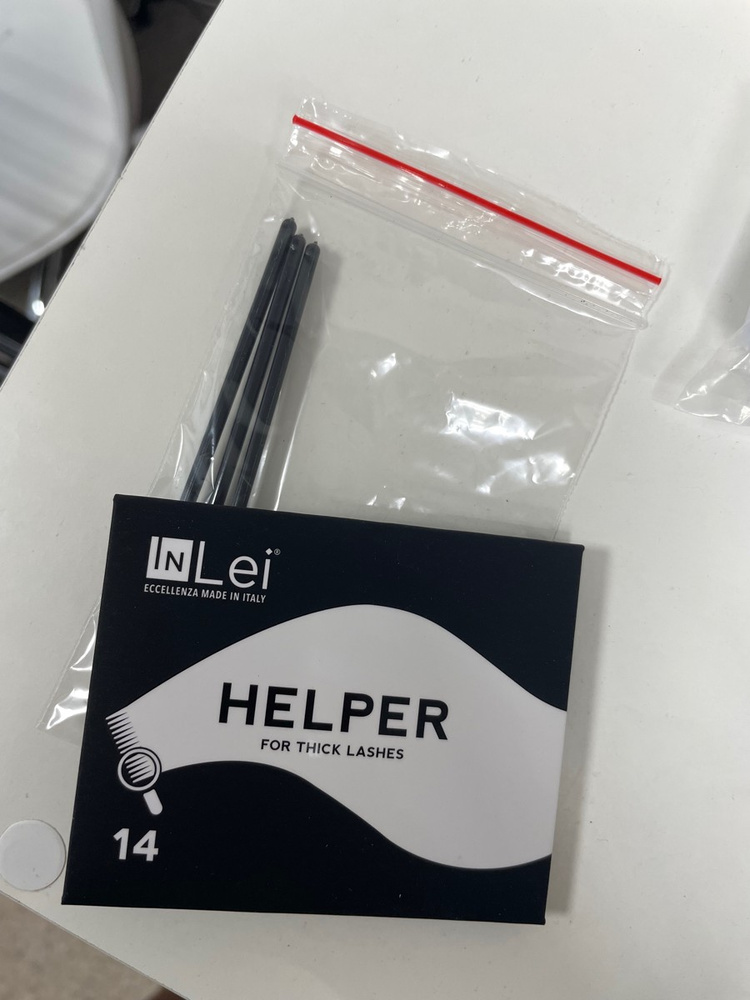 INLei®
ECCELLENZA MADE IN ITALY
HELPER
FOR THICK LASHES
14